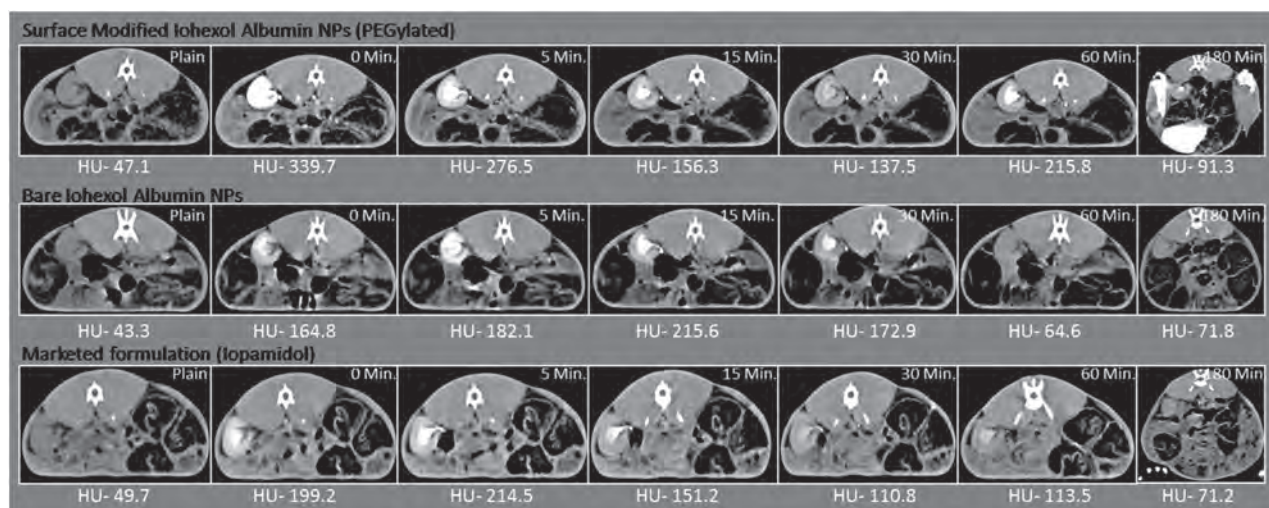 Surface Modified Iohexol Albumin NPs (PEGylated)
Plain 0 Min. 5 Min. 15 Min. 30 Min. 60 Min. 180 Min.
HU- 47.1 HU- 339.7 HU- 276.5 HU- 156.3 HU- 137.5 HU- 215.8 HU- 91.3
Bare Iohexol Albumin NPs
Plain 0 Min. 5 Min. 15 Min. 30 Min. 60 Min. 180 Min.
HU- 43.3 HU- 164.8 HU- 182.1 HU- 215.6 HU- 172.9 HU- 64.6 HU- 71.8
Marketed formulation (Iopamidol)
Plain 0 Min. 5 Min. 15 Min. 30 Min. 60 Min. 180 Min.
HU- 49.7 HU- 199.2 HU- 214.5 HU- 151.2 HU- 110.8 HU- 113.5 HU- 71.2